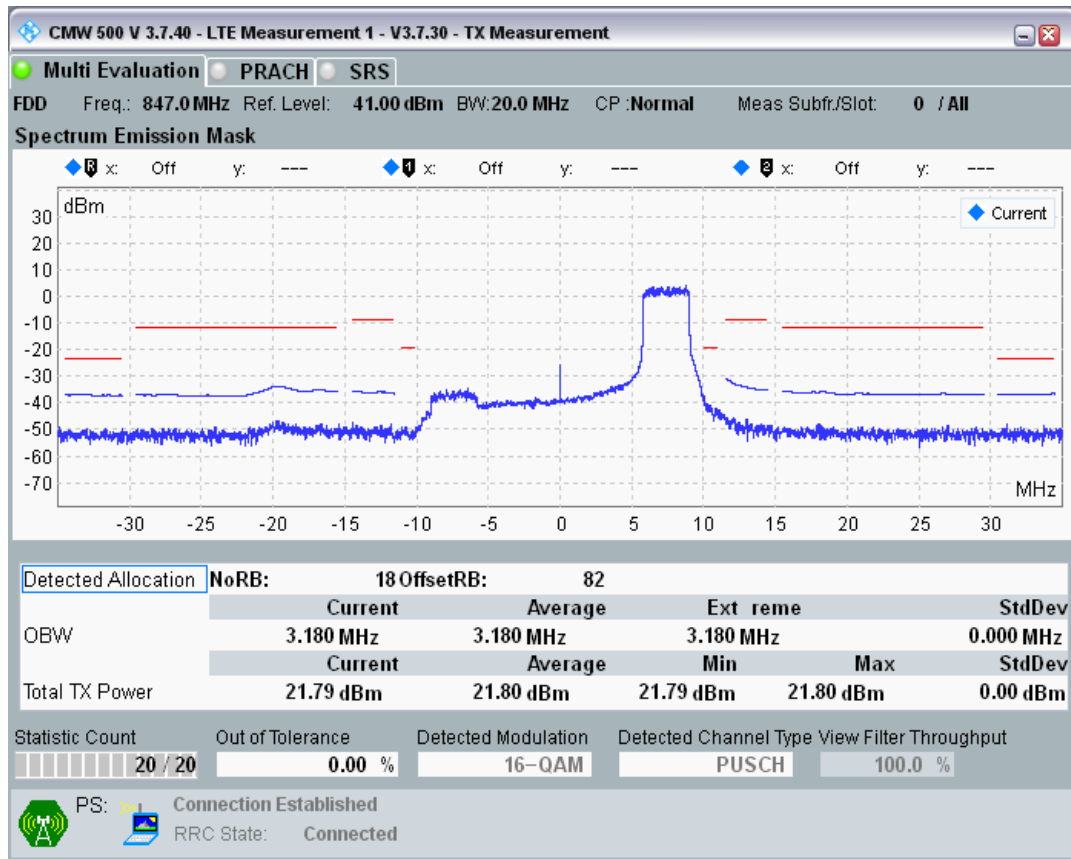 CMW 500 V 3.7.40 - LTE Measurement 1 - V3.7.30 - TX Measurement
Multi Evaluation PRACH SRS
FDD Freq.: 847.0 MHz Ref. Level: 41.00 dBm BW: 20.0 MHz CP : Normal Meas Subfr./Slot: 0 / All
Spectrum Emission Mask
R x: Off y: --- 1 x: Off y: --- 2 x: Off y: ---
dBm
Current
30
20
10
0
-10
-20
-30
-40
-50
-60
-70
MHz
-30 -25 -20 -15 -10 -5 0 5 10 15 20 25 30
Detected Allocation NoRB: 18 OffsetRB: 82
Current Average Ext reme StdDev
OBW 3.180 MHz 3.180 MHz 3.180 MHz 0.000 MHz
Current Average Min Max StdDev
Total TX Power 21.79 dBm 21.80 dBm 21.79 dBm 21.80 dBm 0.00 dBm
Statistic Count Out of Tolerance Detected Modulation Detected Channel Type View Filter Throughput
20 / 20 0.00 % 16-QAM PUSCH 100.0 %
PS: Connection Established
RRC State: Connected